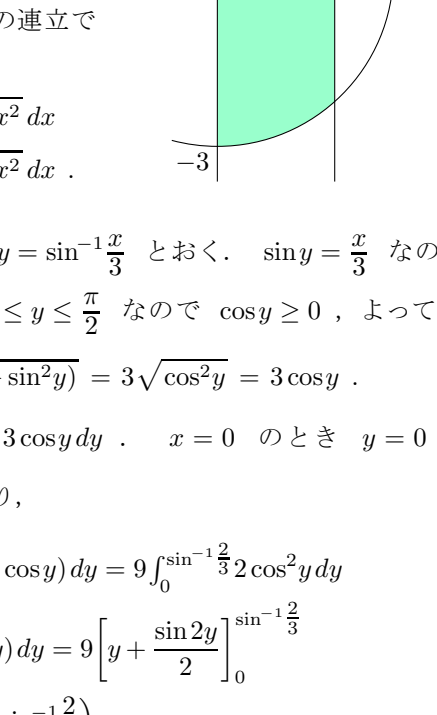 の連立で
x² dx
x² dx .
−3
y = sin⁻¹ x/3 とおく. sin y = x/3 なの
≤ y ≤ π/2 なので cos y ≥ 0 , よって
sin²y) = 3√cos²y = 3 cos y .
3 cos y dy . x = 0 のとき y = 0
り,
cos y) dy = 9∫₀^{sin⁻¹ 2/3} 2 cos²y dy
) dy = 9[y + sin 2y/2]₀^{sin⁻¹ 2/3}